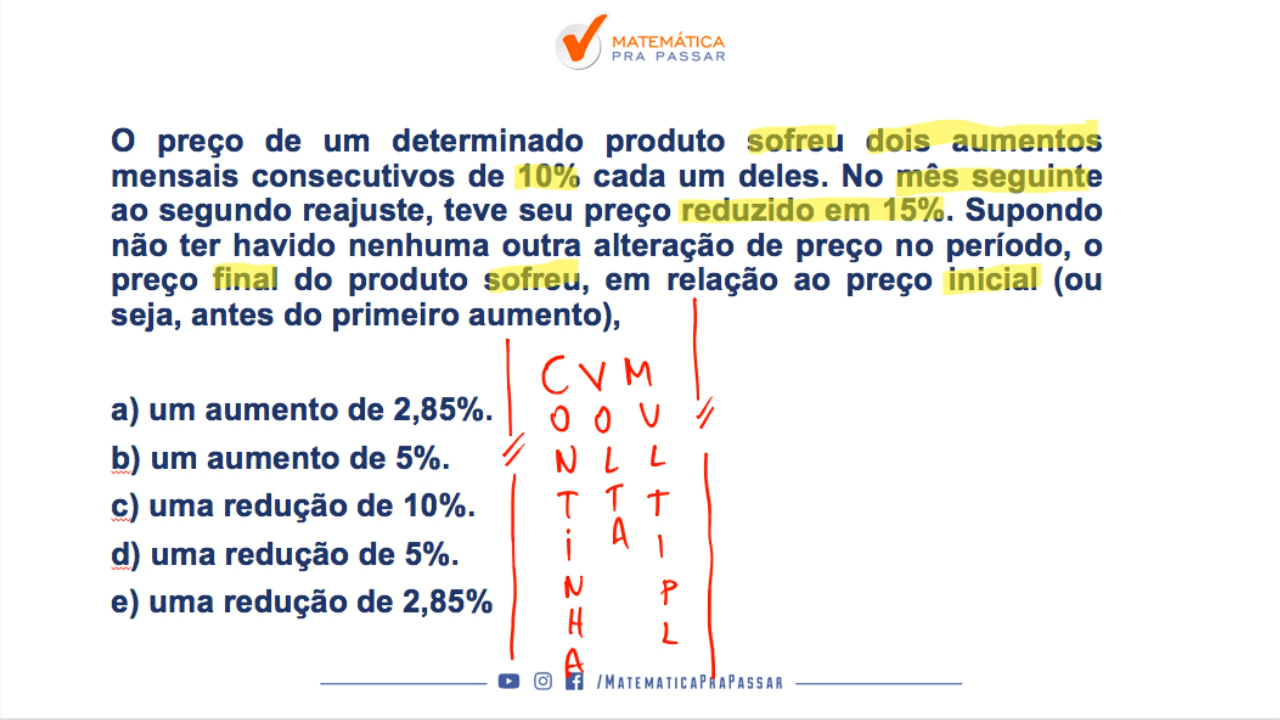 MATEMÁTICA
PRA PASSAR
O preço de um determinado produto sofreu dois aumentos
mensais consecutivos de 10% cada um deles. No mês seguinte
ao segundo reajuste, teve seu preço reduzido em 15%. Supondo
não ter havido nenhuma outra alteração de preço no período, o
preço final do produto sofreu, em relação ao preço inicial (ou
seja, antes do primeiro aumento),
a) um aumento de 2,85%.
b) um aumento de 5%.
c) uma redução de 10%.
d) uma redução de 5%.
e) uma redução de 2,85%
CONTINHA
VOLTA
MULTIPL
/MATEMATICAPRAPASSAR